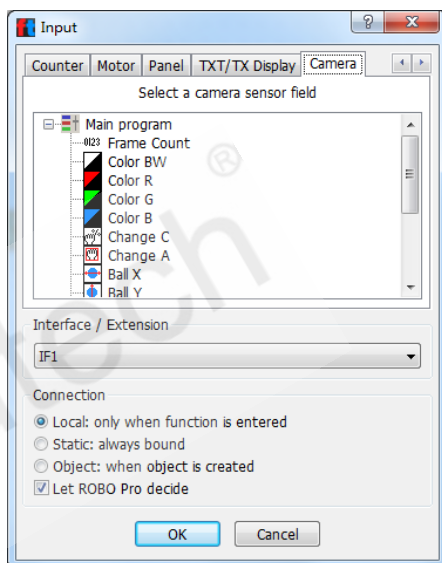 Input
Counter Motor Panel TXT/TX Display Camera
Select a camera sensor field
Main program
0123 Frame Count
Color BW
Color R
Color G
Color B
Change C
Change A
Ball X
Ball Y
Interface / Extension
IF1
Connection
Local: only when function is entered
Static: always bound
Object: when object is created
Let ROBO Pro decide
OK Cancel
tech ®